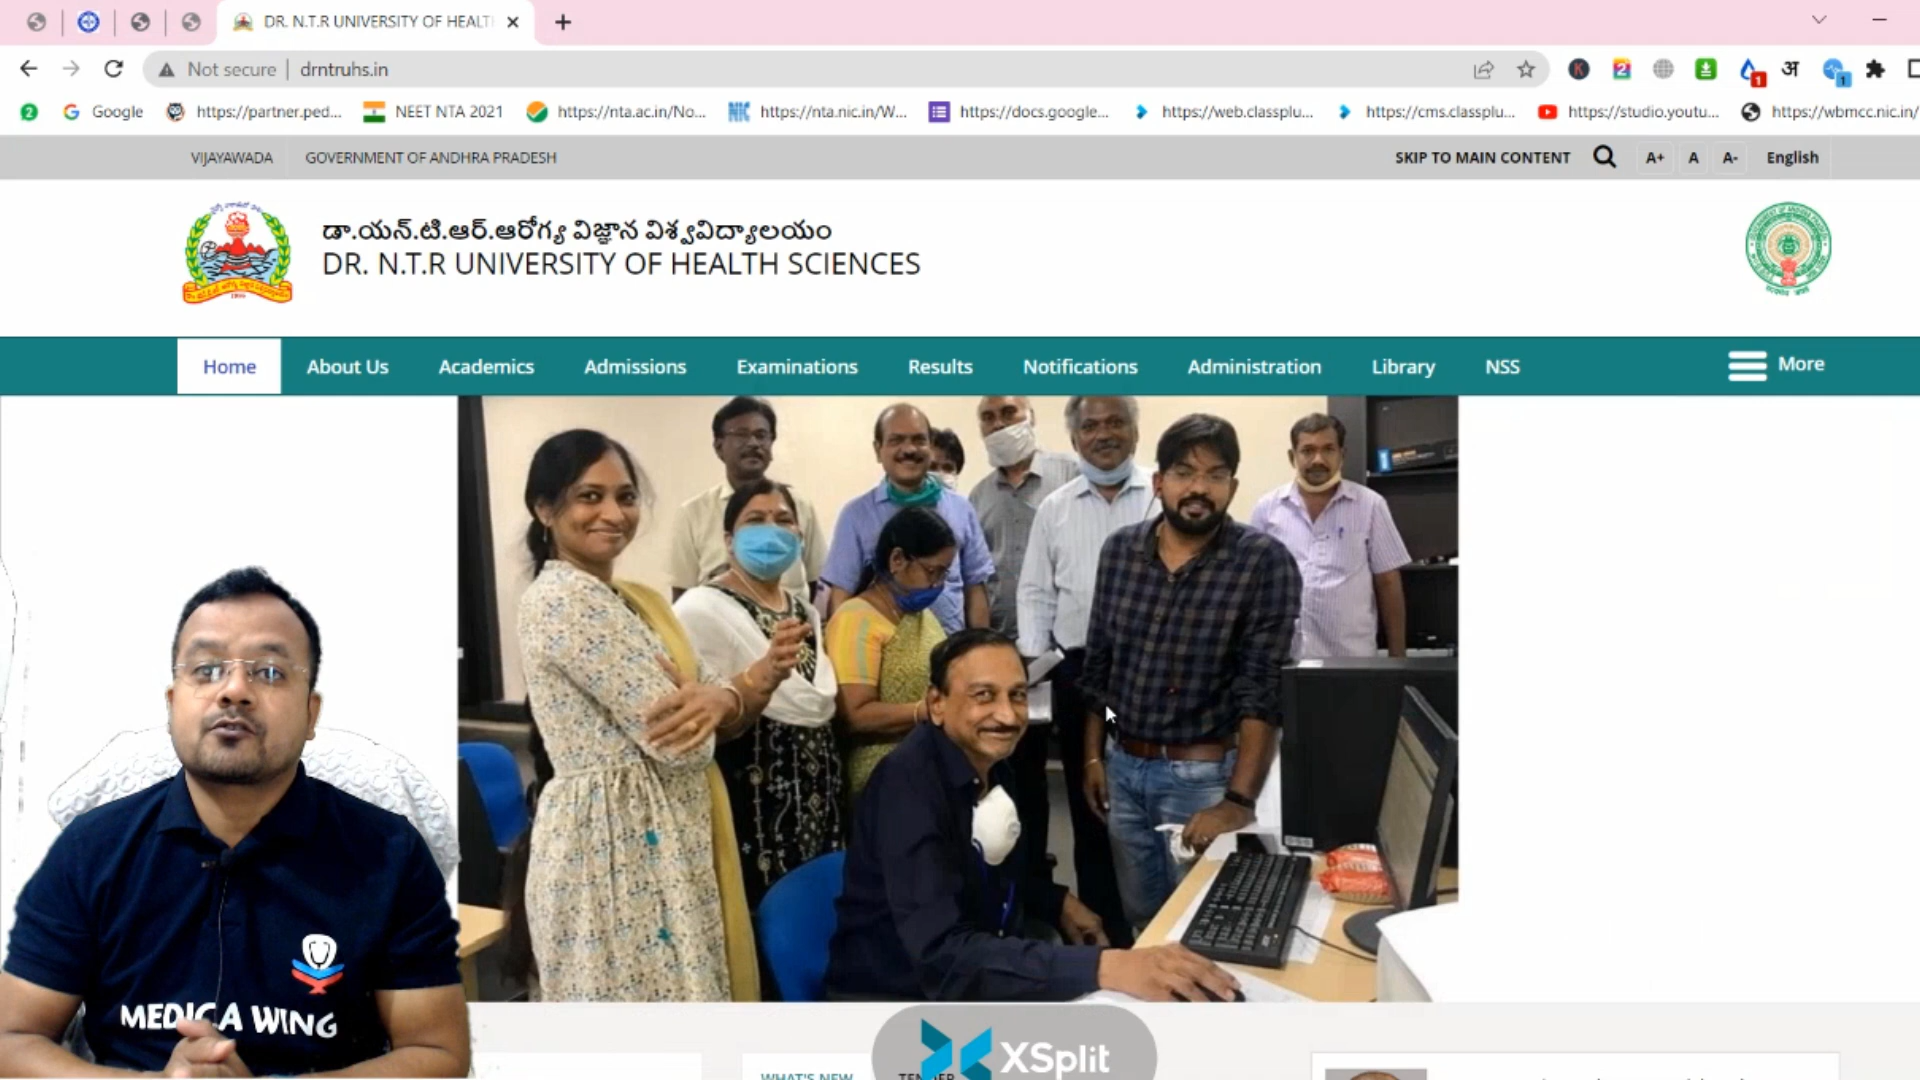 DR. N.T.R UNIVERSITY OF HEALT
Not secure | drntruhs.in
Google https://partner.ped... NEET NTA 2021 https://nta.ac.in/No... https://nta.nic.in/W... https://docs.google... https://web.classplu... https://cms.classplu... https://studio.youtu... https://wbmcc.nic.in/
VIJAYAWADA GOVERNMENT OF ANDHRA PRADESH SKIP TO MAIN CONTENT A+ A A- English
డా.యన్.టి.ఆర్.ఆరోగ్య విజ్ఞాన విశ్వవిద్యాలయం
DR. N.T.R UNIVERSITY OF HEALTH SCIENCES
Home About Us Academics Admissions Examinations Results Notifications Administration Library NSS More
MEDICA WING
XSplit
WHAT'S NEW